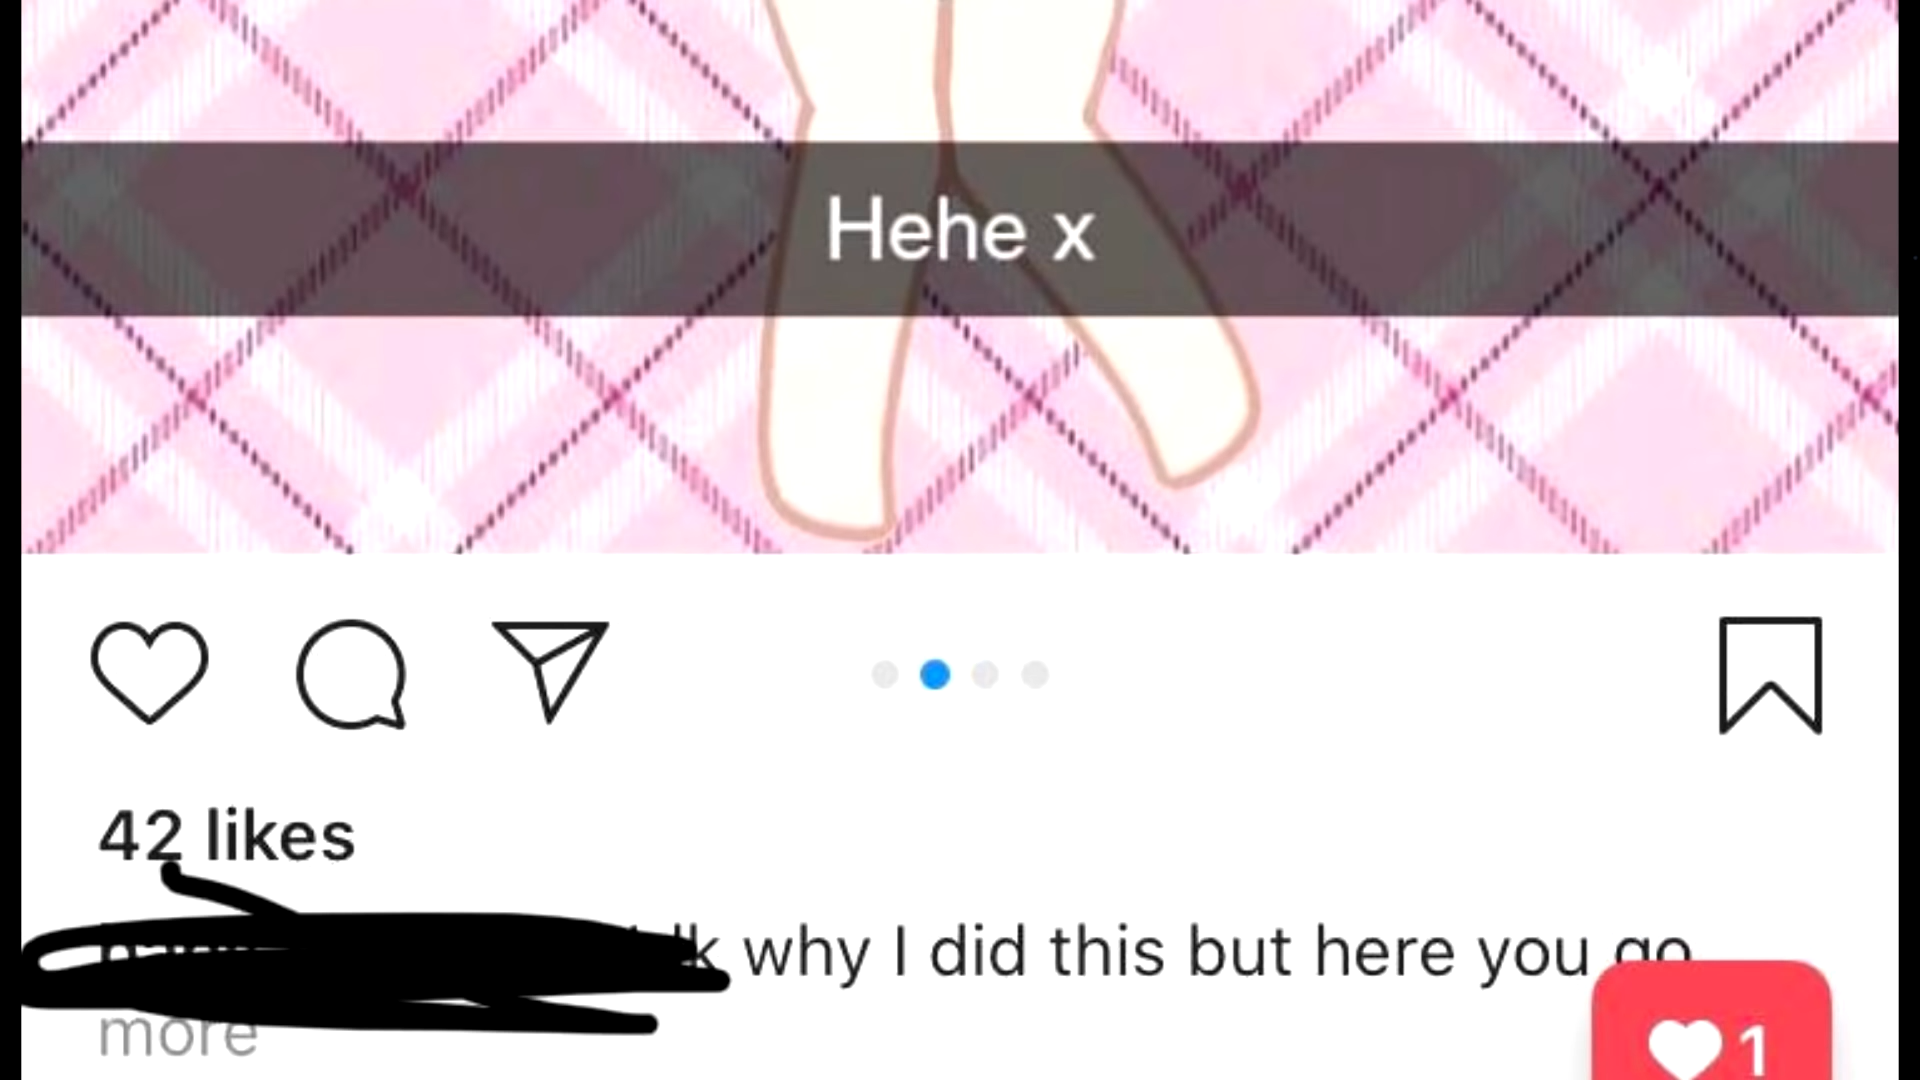 Hehe x
42 likes
why I did this but here you go
more
1